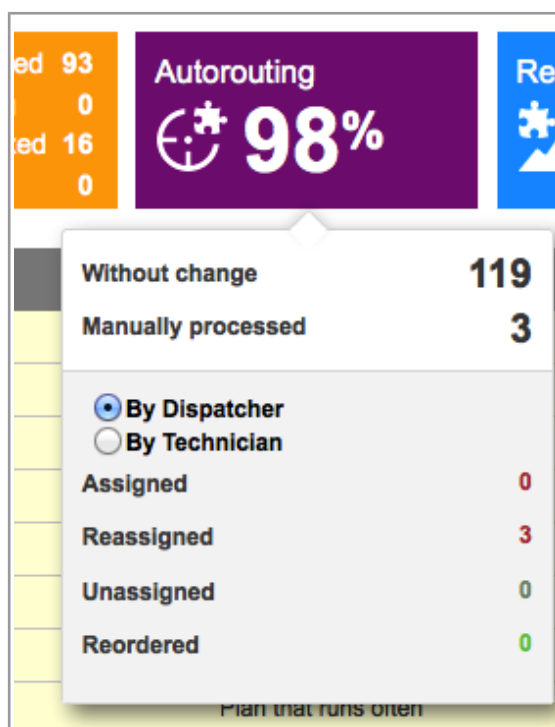 ed 93
Autorouting
Re
0
98%
ted 16
0
Without change 119
Manually processed 3
By Dispatcher
By Technician
Assigned 0
Reassigned 3
Unassigned 0
Reordered 0
Plan that runs often